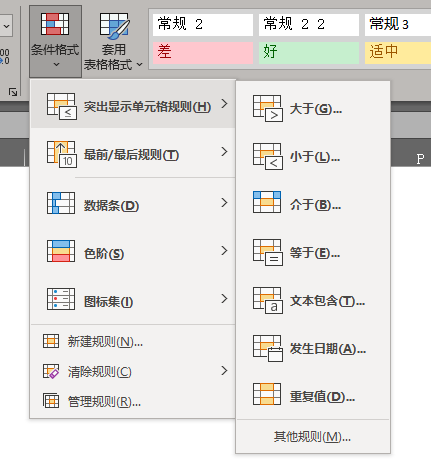 常规 2
常规 2 2
常规 3
条件格式
套用
表格格式
差
好
适中
突出显示单元格规则(H)
最前/最后规则(T)
10
数据条(D)
色阶(S)
图标集(I)
新建规则(N)...
清除规则(C)
管理规则(R)...
大于(G)...
小于(L)...
介于(B)...
等于(E)...
文本包含(T)...
a
发生日期(A)...
重复值(D)...
其他规则(M)...
P